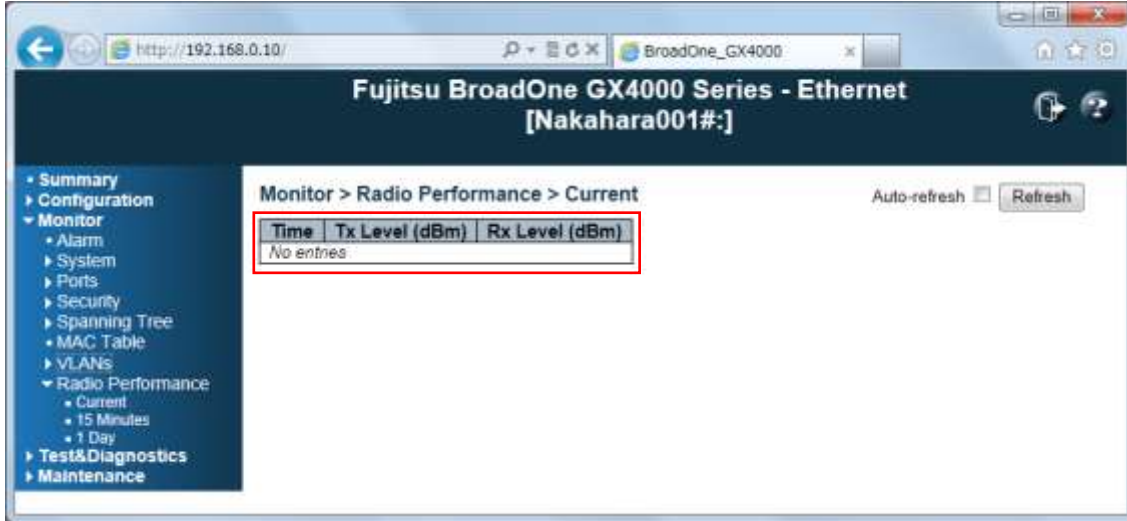 http://192.168.0.10/
BroadOne_GX4000
Fujitsu BroadOne GX4000 Series - Ethernet
[Nakahara001#:]
Summary
Configuration
Monitor
Alarm
System
Ports
Security
Spanning Tree
MAC Table
VLANs
Radio Performance
Current
15 Minutes
1 Day
Test&Diagnostics
Maintenance
Monitor > Radio Performance > Current
Auto-refresh
Refresh
Time Tx Level (dBm) Rx Level (dBm)
No entries